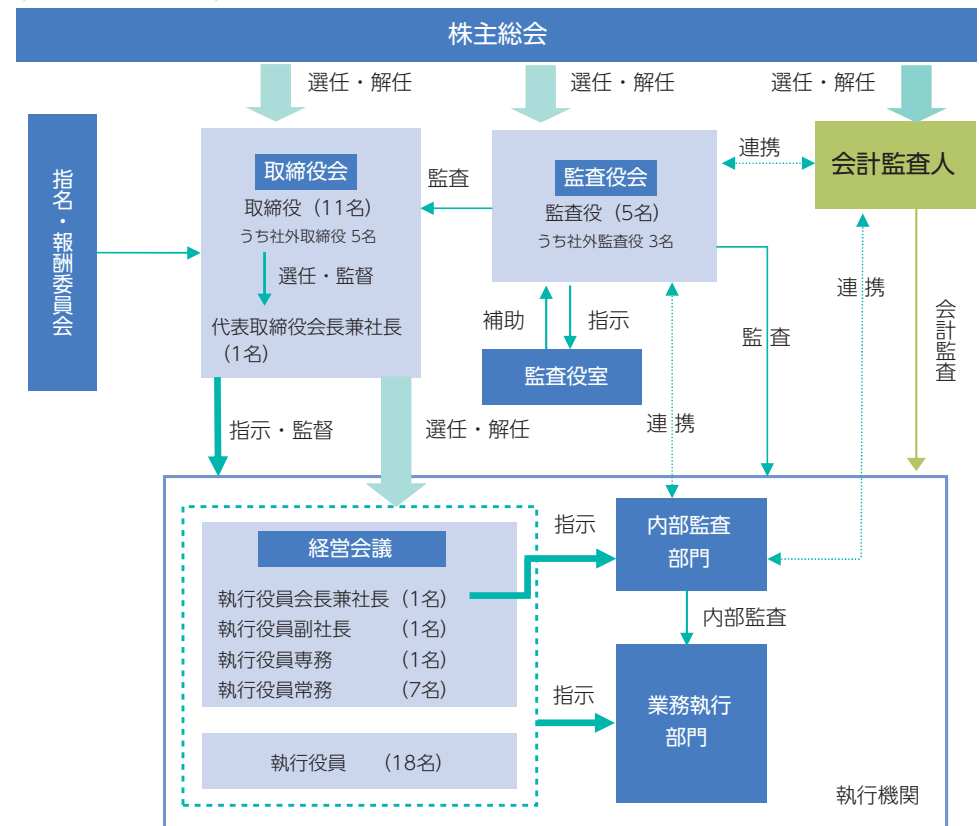 株主総会
選任・解任
選任・解任
選任・解任
指名・報酬委員会
取締役会
取締役（11名）
うち社外取締役 5名
選任・監督
代表取締役会長兼社長
（1名）
監査
監査役会
監査役（5名）
うち社外監査役 3名
連携
会計監査人
補助
指示
監査役室
監査
連携
会計監査
指示・監督
選任・解任
連携
経営会議
執行役員会長兼社長（1名）
執行役員副社長（1名）
執行役員専務（1名）
執行役員常務（7名）
執行役員（18名）
指示
内部監査
部門
内部監査
指示
業務執行
部門
執行機関